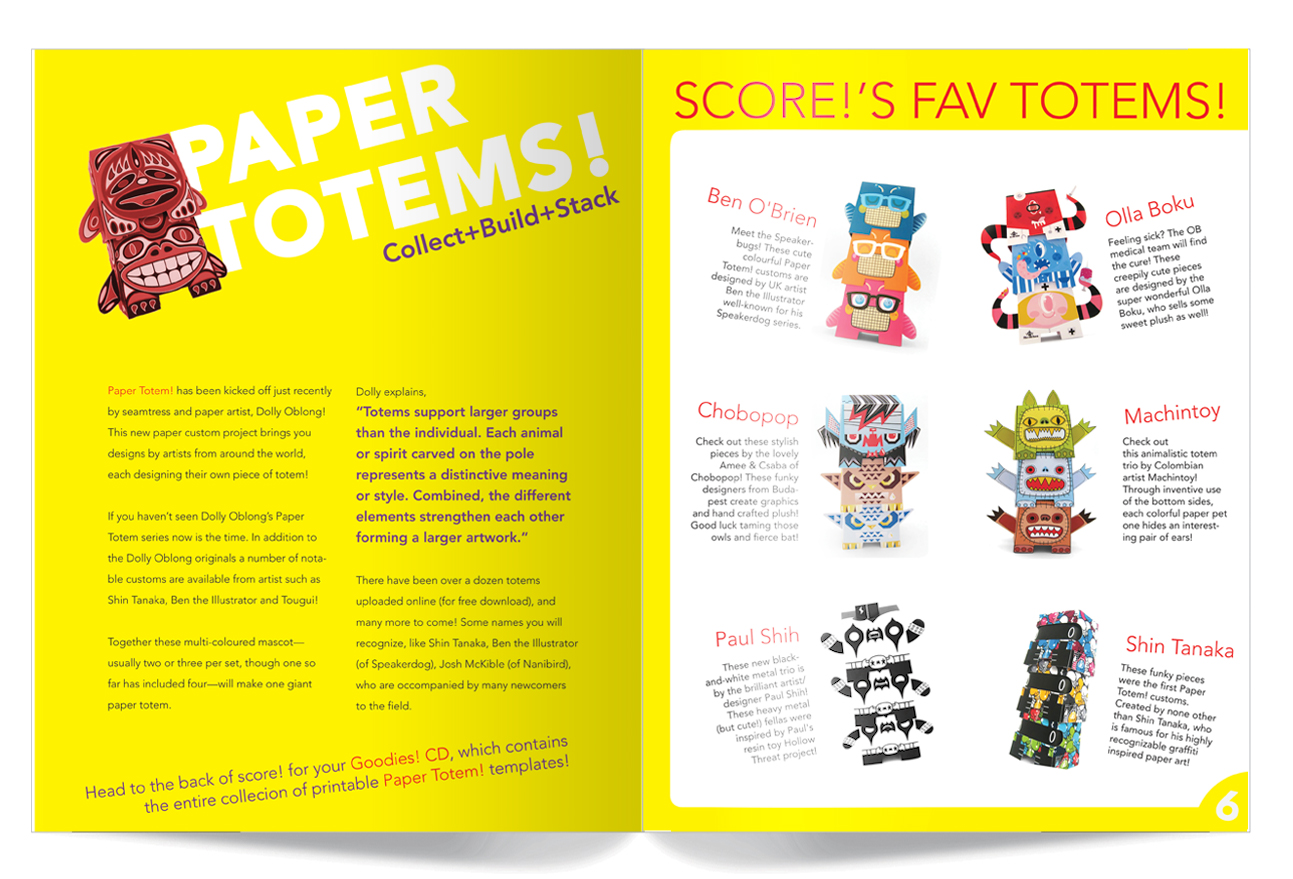 PAPER
TOTEMS!
Collect+Build+Stack
Paper Totem! has been kicked off just recently
by seamtress and paper artist, Dolly Oblong!
This new paper custom project brings you
designs by artists from around the world,
each designing their own piece of totem!
If you haven't seen Dolly Oblong's Paper
Totem series now is the time. In addition to
the Dolly Oblong originals a number of nota-
ble customs are available from artist such as
Shin Tanaka, Ben the Illustrator and Tougui!
Together these multi-coloured mascot—
usually two or three per set, though one so
far has included four—will make one giant
paper totem.
Dolly explains,
"Totems support larger groups
than the individual. Each animal
or spirit carved on the pole
represents a distinctive meaning
or style. Combined, the different
elements strengthen each other
forming a larger artwork."
There have been over a dozen totems
uploaded online (for free download), and
many more to come! Some names you will
recognize, like Shin Tanaka, Ben the Illustrator
(of Speakerdog), Josh McKible (of Nanibird),
who are occompanied by many newcomers
to the field.
Head to the back of score! for your Goodies! CD, which contains
the entire collecion of printable Paper Totem! templates!
SCORE!'S FAV TOTEMS!
Ben O'Brien
Meet the Speaker-
bugs! These cute
colourful Paper
Totem! customs are
designed by UK artist
Ben the Illustrator
well-known for his
Speakerdog series.
Olla Boku
Feeling sick? The OB
medical team will find
the cure! These
creepily cute pieces
are designed by the
super wonderful Olla
Boku, who sells some
sweet plush as well!
Chobopop
Check out these stylish
pieces by the lovely
Amee & Csaba of
Chobopop! These funky
designers from Buda-
pest create graphics
and hand crafted plush!
Good luck taming those
owls and fierce bat!
Machintoy
Check out
this animalistic totem
trio by Colombian
artist Machintoy!
Through inventive use
of the bottom sides,
each colorful paper pet
one hides an interest-
ing pair of ears!
Paul Shih
These new black-
and-white metal trio is
by the brilliant artist/
designer Paul Shih!
These heavy metal
(but cute!) fellas were
inspired by Paul's
resin toy Hollow
Threat project!
Shin Tanaka
These funky pieces
were the first Paper
Totem! customs.
Created by none other
than Shin Tanaka, who
is famous for his highly
recognizable graffiti
inspired paper art!
6